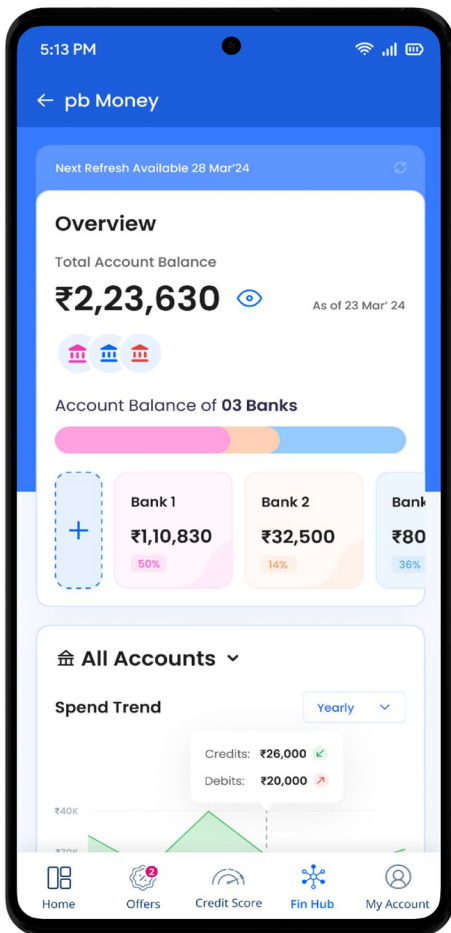 5:13 PM
pb Money
Next Refresh Available 28 Mar'24
Overview
Total Account Balance
₹2,23,630
As of 23 Mar' 24
Account Balance of 03 Banks
Bank 1
₹1,10,830
50%
Bank 2
₹32,500
14%
Bank
₹80
36%
All Accounts
Spend Trend
Yearly
Credits: ₹26,000
Debits: ₹20,000
₹40K
2
Home
Offers
Credit Score
Fin Hub
My Account